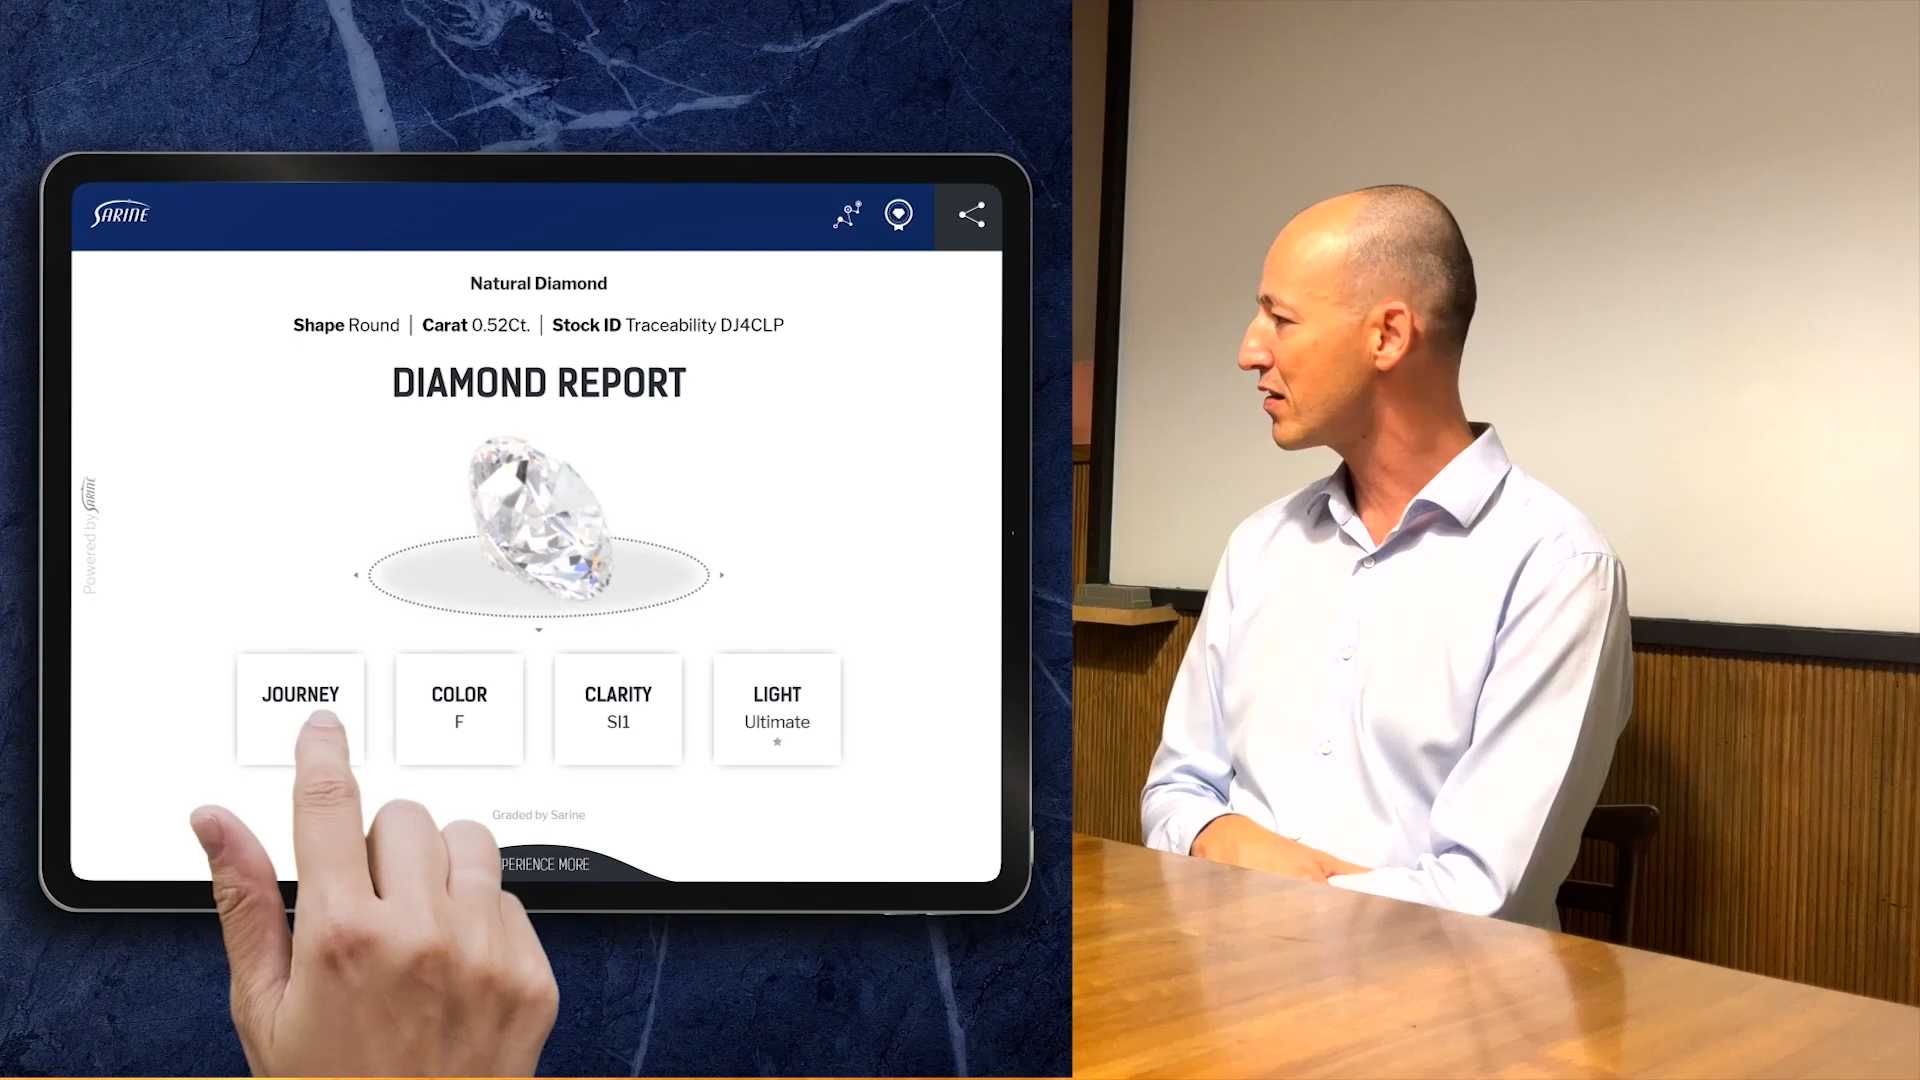 SARINE
Natural Diamond
Shape Round | Carat 0.52Ct. | Stock ID Traceability DJ4CLP
DIAMOND REPORT
Powered by SARINE
JOURNEY
COLOR
F
CLARITY
SI1
LIGHT
Ultimate
Graded by Sarine
PERIENCE MORE